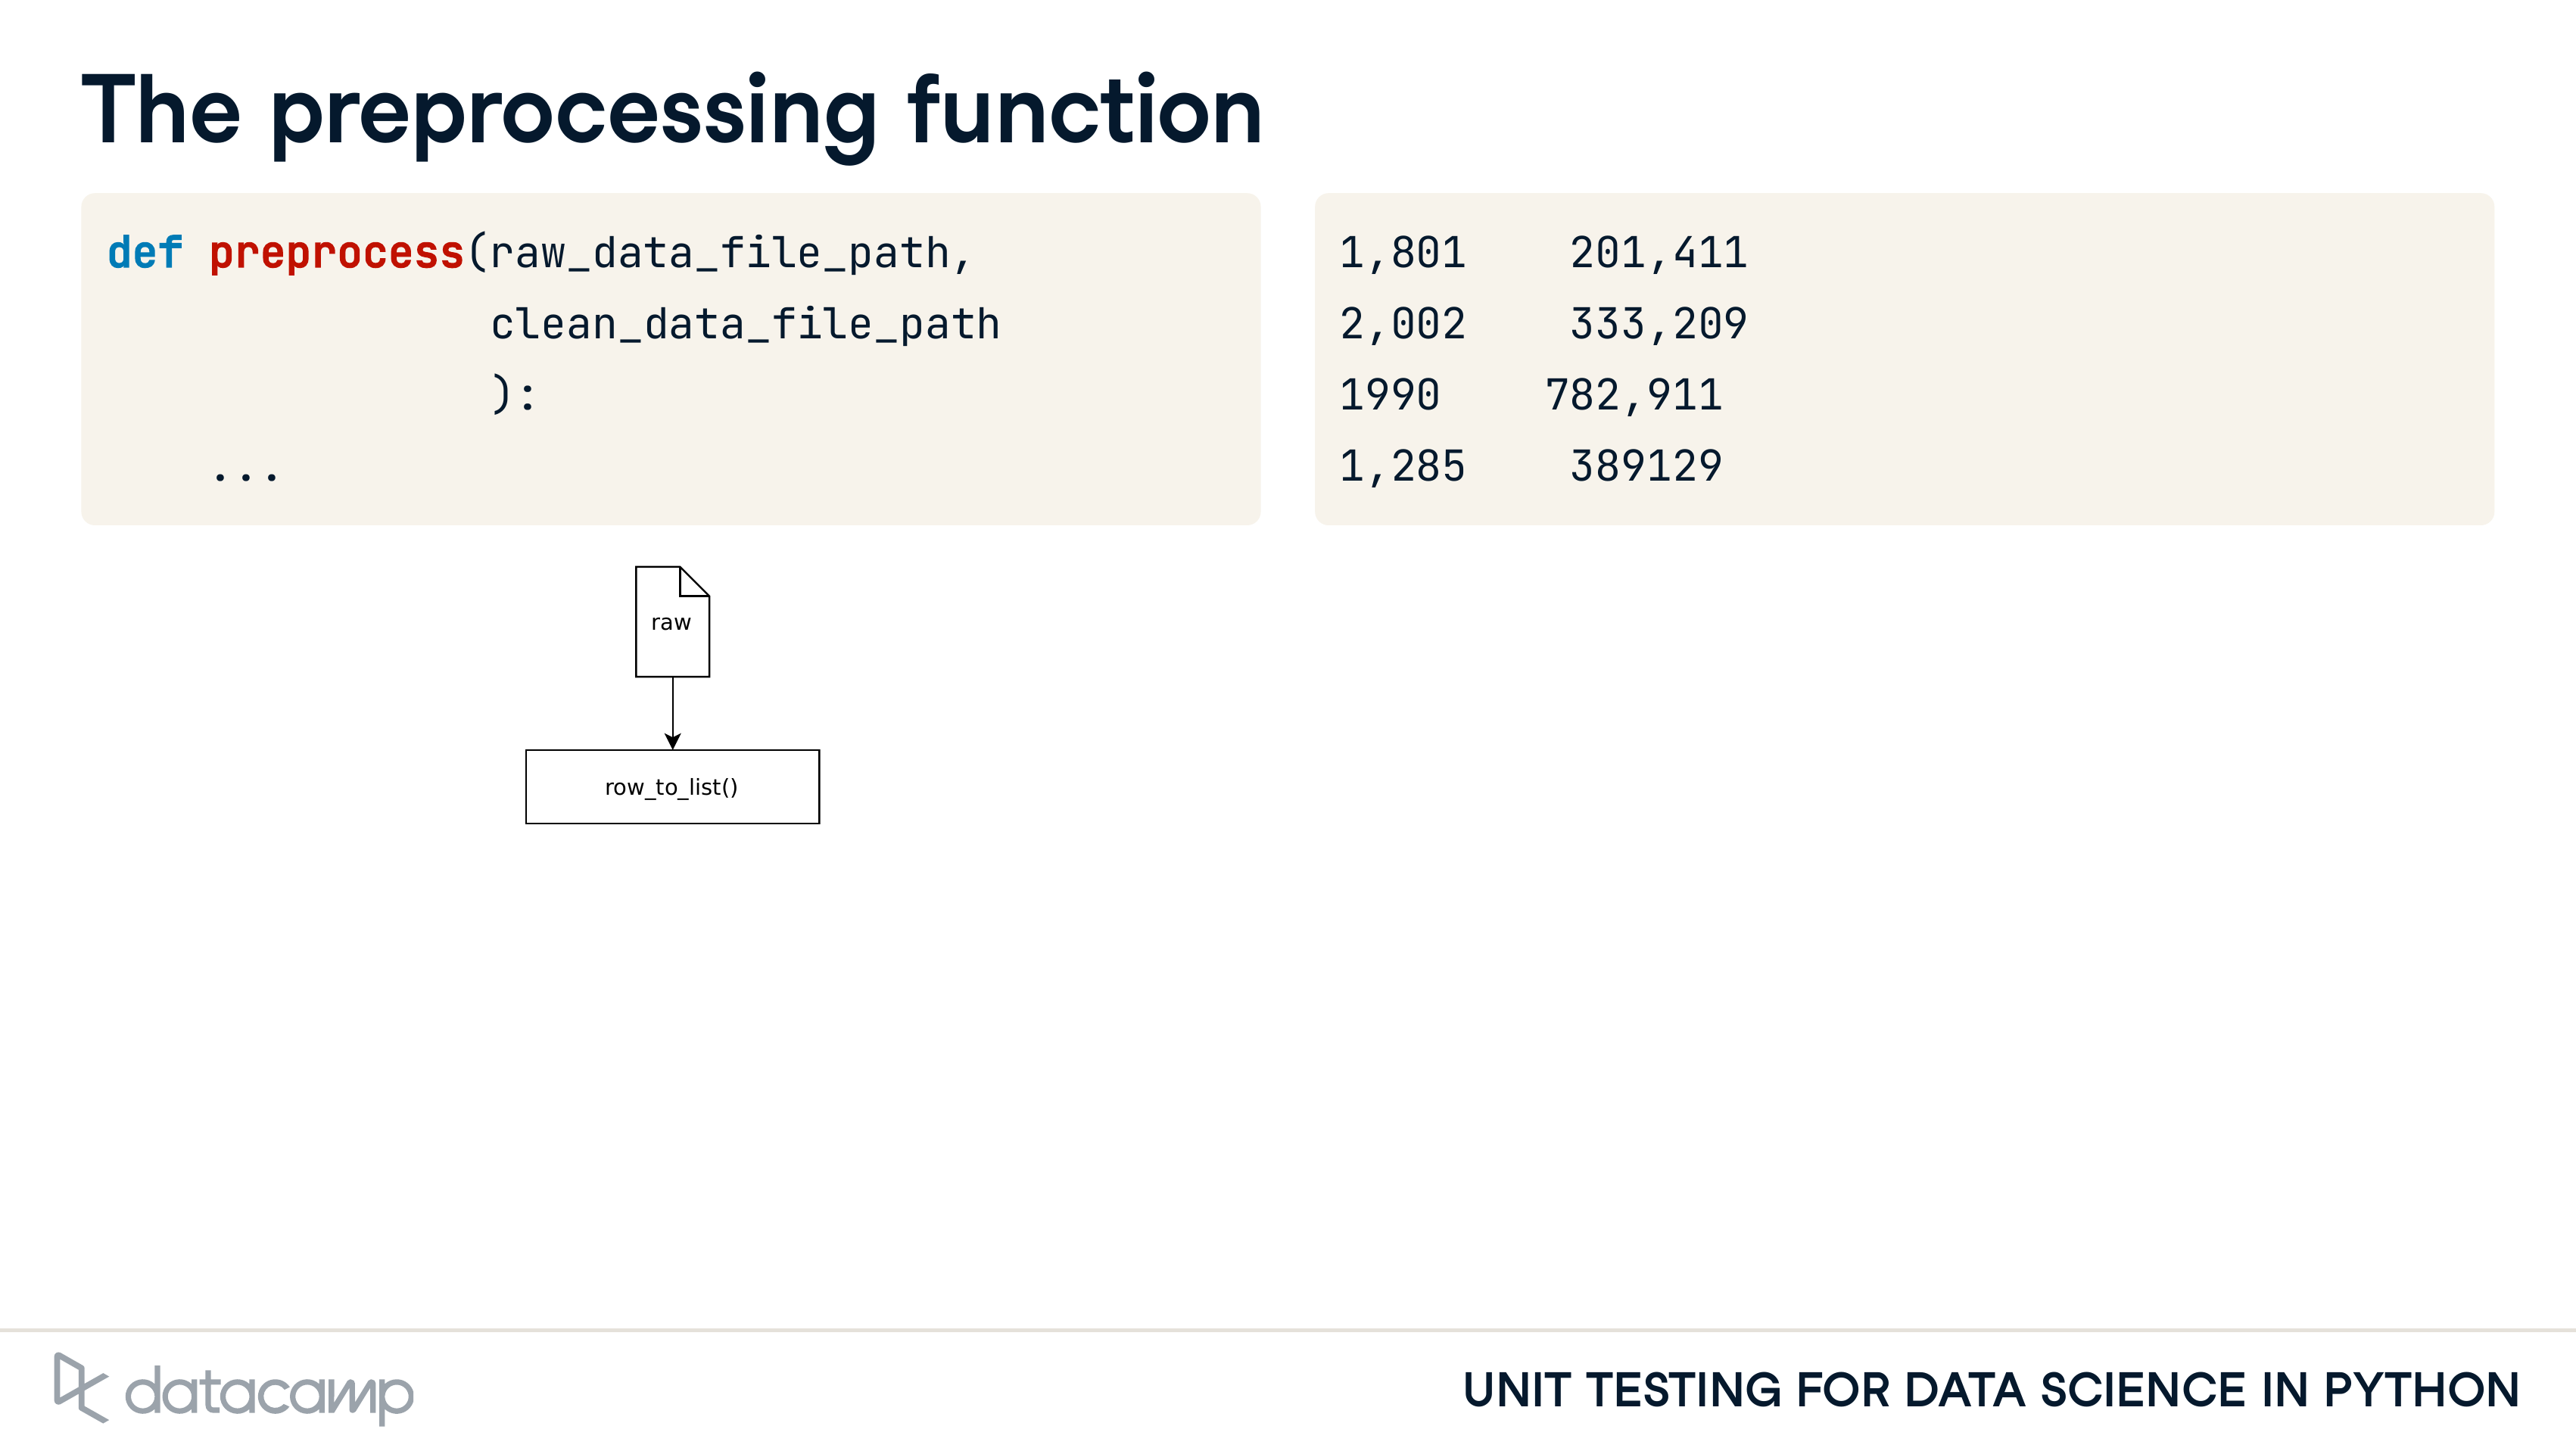 The preprocessing function
def preprocess(raw_data_file_path,
               clean_data_file_path
               ):
    ...
1,801    201,411
2,002    333,209
1990    782,911
1,285    389129
raw
row_to_list()
datacamp
UNIT TESTING FOR DATA SCIENCE IN PYTHON